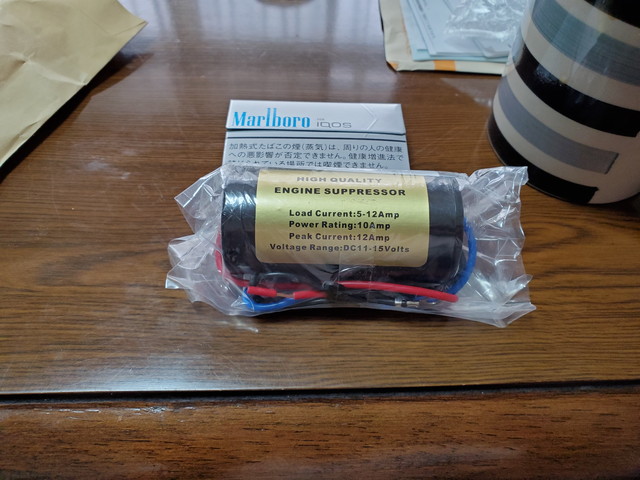 Marlboro
IQOS
加熱式たばこの煙(蒸気)は、周りの人の健康
への悪影響が否定できません。健康増進法で
HIGH QUALITY
ENGINE SUPPRESSOR
Load Current:5-12Amp
Power Rating:10Amp
Peak Current:12Amp
Voltage Range:DC11-15Volts